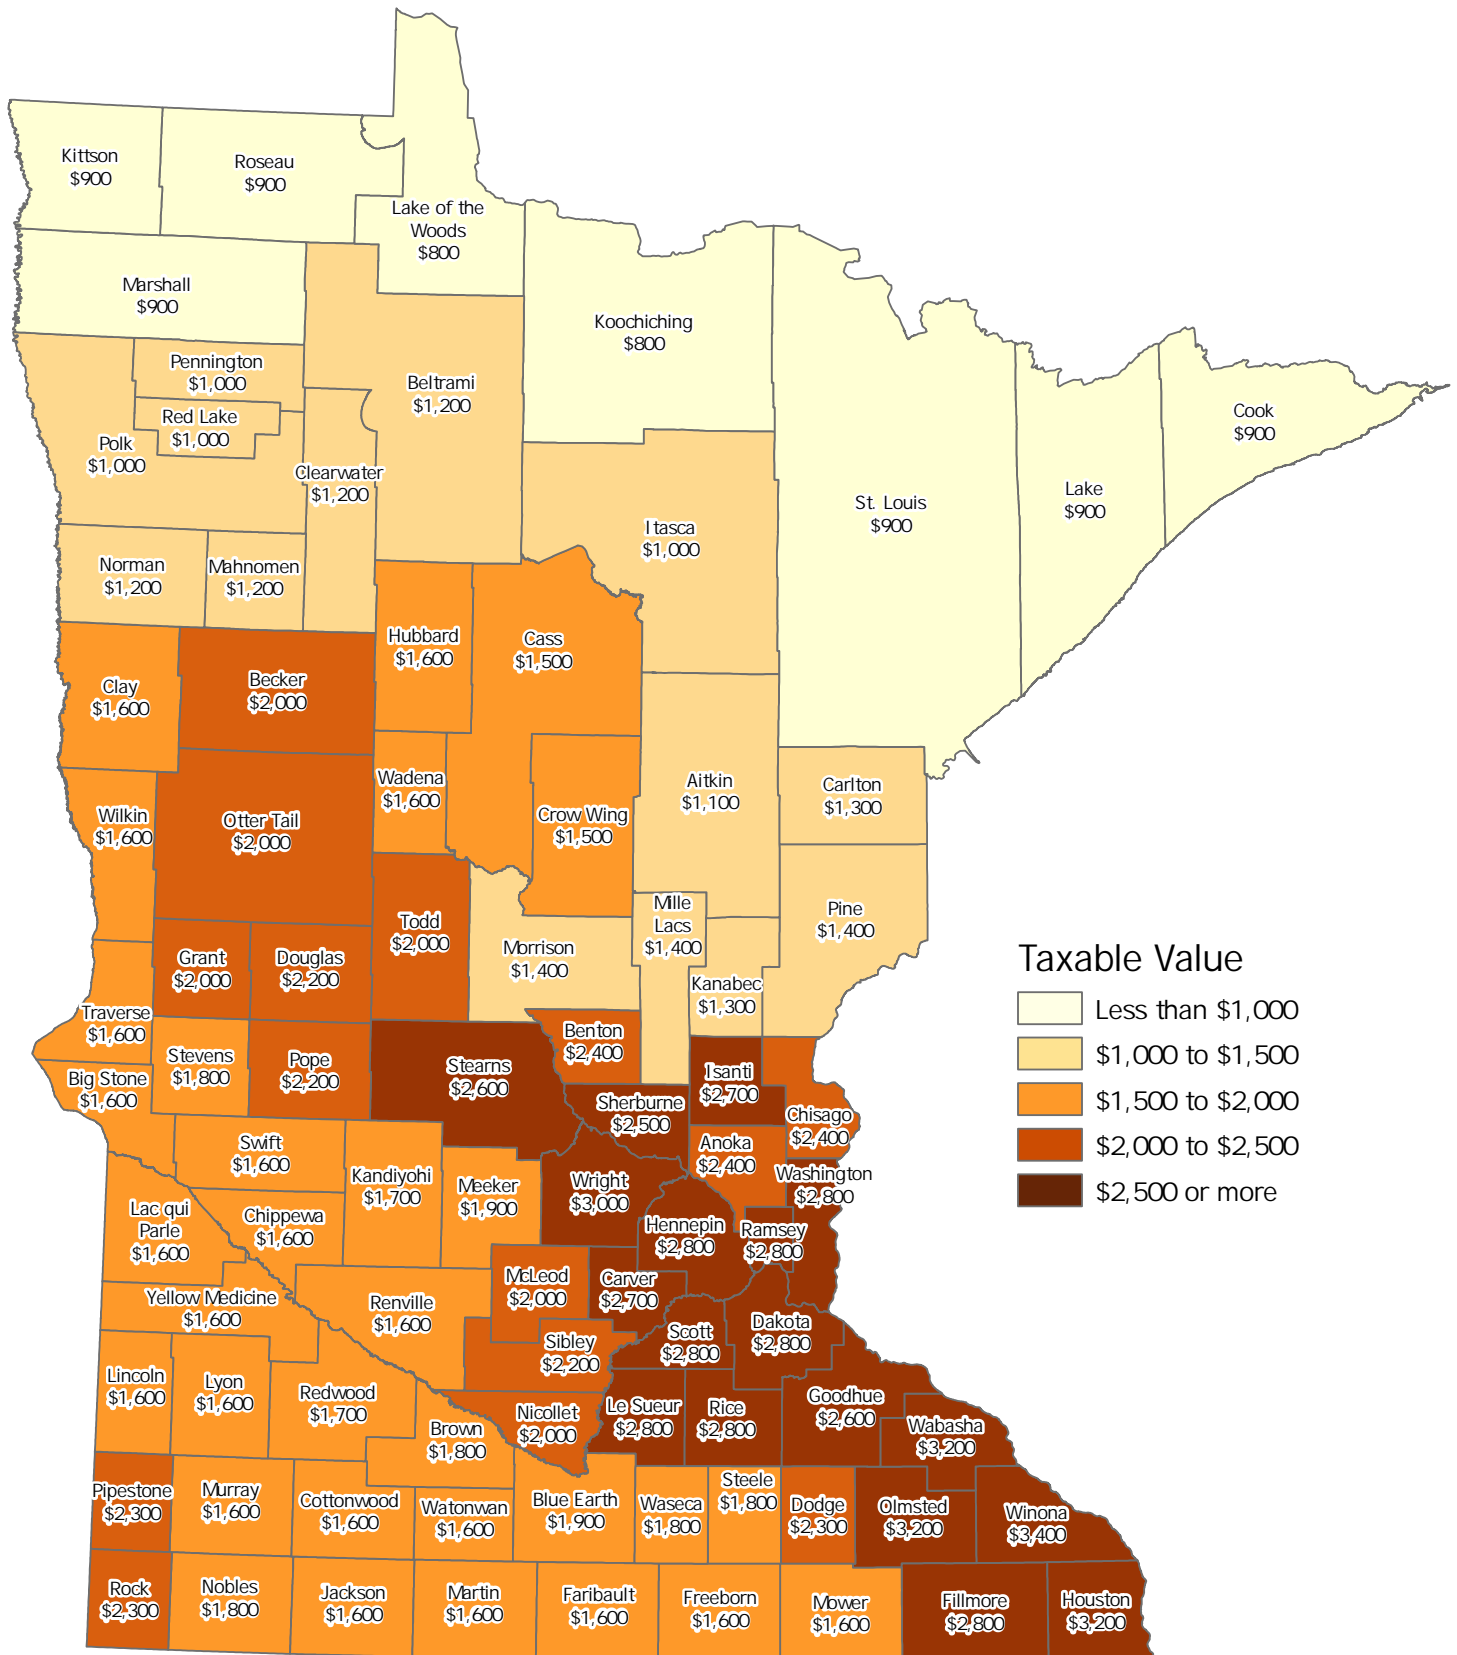 Kittson
$900
Roseau
$900
Lake of the
Woods
$800
Marshall
$900
Koochiching
$800
Pennington
$1,000
Beltrami
$1,200
Red Lake
$1,000
Polk
$1,000
Clearwater
$1,200
Cook
$900
Lake
$900
St. Louis
$900
Itasca
$1,000
Norman
$1,200
Mahnomen
$1,200
Hubbard
$1,600
Cass
$1,500
Clay
$1,600
Becker
$2,000
Wadena
$1,600
Aitkin
$1,100
Carlton
$1,300
Wilkin
$1,600
Otter Tail
$2,000
Crow Wing
$1,500
Mille
Lacs
$1,400
Pine
$1,400
Todd
$2,000
Morrison
$1,400
Grant
$2,000
Douglas
$2,200
Kanabec
$1,300
Taxable Value
Less than $1,000
$1,000 to $1,500
$1,500 to $2,000
$2,000 to $2,500
$2,500 or more
Traverse
$1,600
Stevens
$1,800
Pope
$2,200
Stearns
$2,600
Benton
$2,400
Isanti
$2,700
Big Stone
$1,600
Sherburne
$2,500
Chisago
$2,400
Swift
$1,600
Anoka
$2,400
Kandiyohi
$1,700
Meeker
$1,900
Wright
$3,000
Washington
$2,800
Lac qui
Parle
$1,600
Chippewa
$1,600
Hennepin
$2,800
Ramsey
$2,800
McLeod
$2,000
Carver
$2,700
Yellow Medicine
$1,600
Renville
$1,600
Scott
$2,800
Dakota
$2,800
Sibley
$2,200
Lincoln
$1,600
Lyon
$1,600
Redwood
$1,700
Nicollet
$2,000
Le Sueur
$2,800
Rice
$2,800
Goodhue
$2,600
Wabasha
$3,200
Brown
$1,800
Pipestone
$2,300
Murray
$1,600
Cottonwood
$1,600
Watonwan
$1,600
Blue Earth
$1,900
Waseca
$1,800
Steele
$1,800
Dodge
$2,300
Olmsted
$3,200
Winona
$3,400
Rock
$2,300
Nobles
$1,800
Jackson
$1,600
Martin
$1,600
Faribault
$1,600
Freeborn
$1,600
Mower
$1,600
Fillmore
$2,800
Houston
$3,200